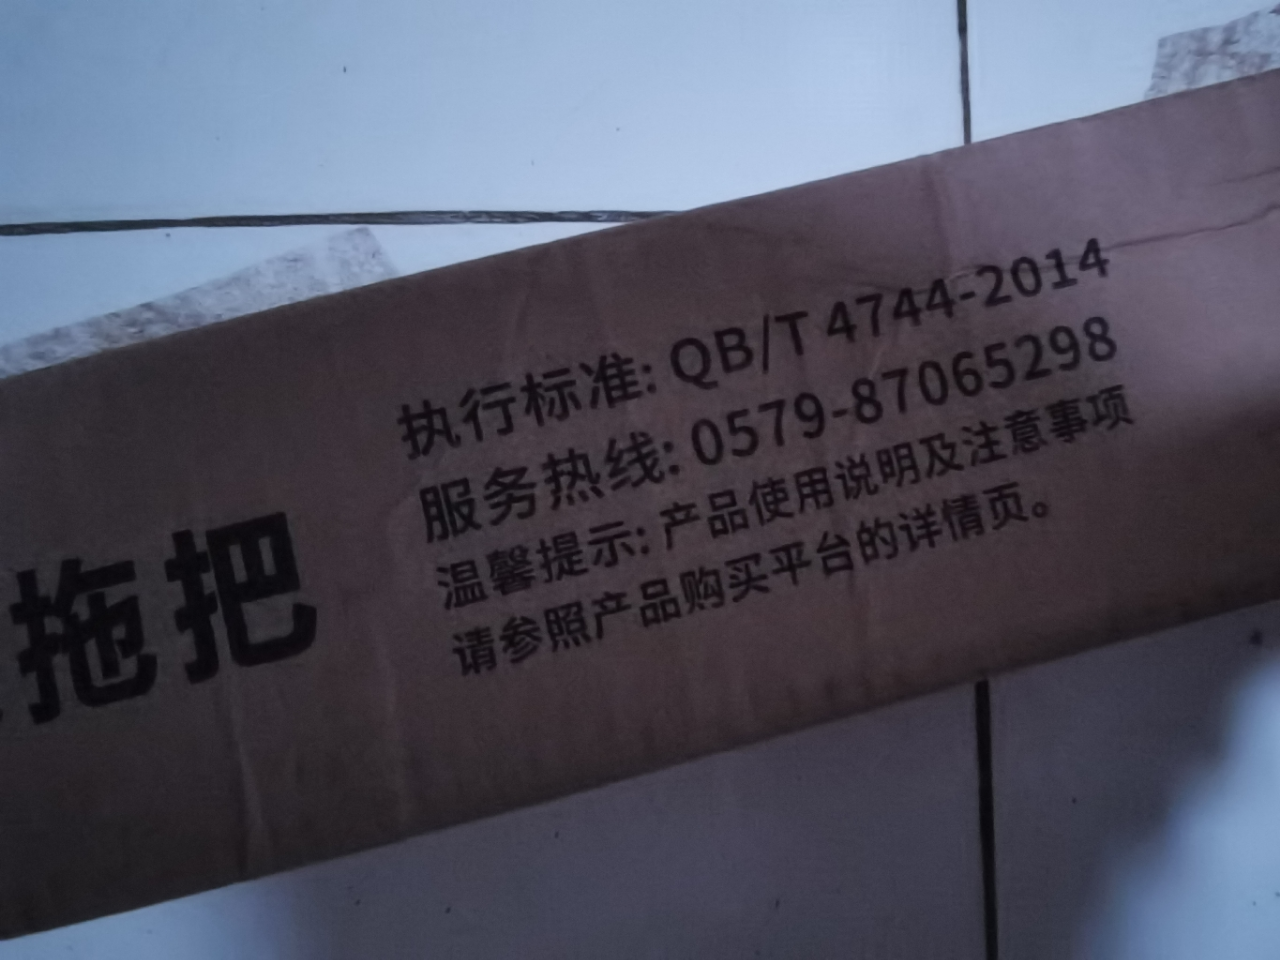 拖把
执行标准: QB/T 4744-2014
服务热线: 0579-87065298
温馨提示: 产品使用说明及注意事项
请参照产品购买平台的详情页。